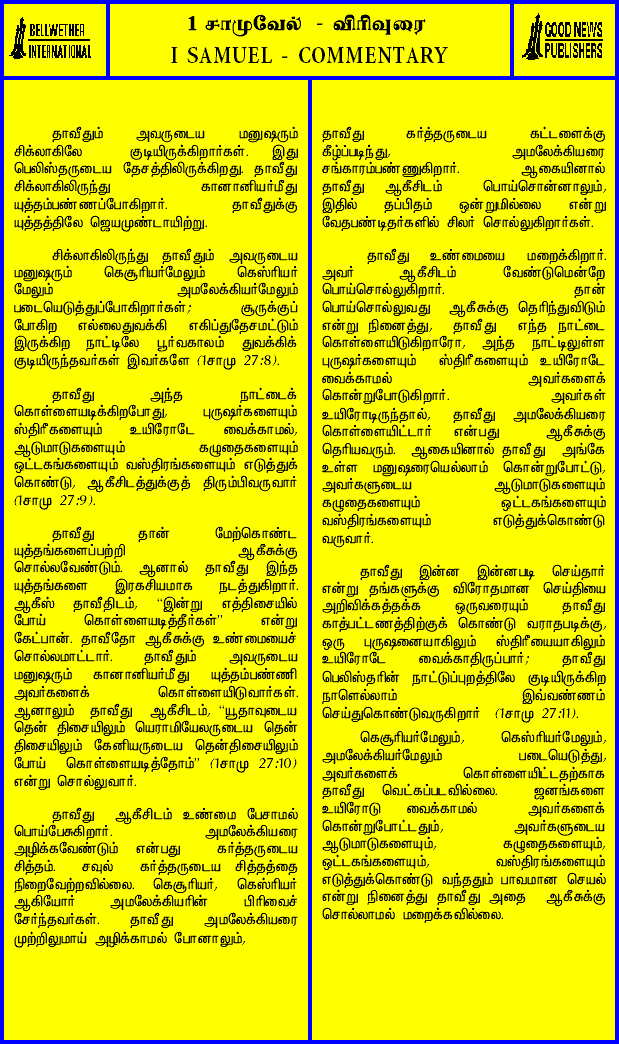 BELLWETHER
INTERNATIONAL
1 சாமுவேல் - விரிவுரை
I SAMUEL - COMMENTARY
GOOD NEWS
PUBLISHERS
தாவீதும் அவருடைய மனுஷரும்
சிக்லாகிலே குடியிருக்கிறார்கள். இது
பெலிஸ்தருடைய தேசத்திலிருக்கிறது. தாவீது
சிக்லாகிலிருந்து கானானியர்மீது
யுத்தம்பண்ணப்போகிறார். தாவீதுக்கு
யுத்தத்திலே ஜெயமுண்டாயிற்று.
சிக்லாகிலிருந்து தாவீதும் அவருடைய
மனுஷரும் கெசூரியர்மேலும் கெஸ்ரியர்
மேலும் அமலேக்கியர்மேலும்
படையெடுத்துப்போகிறார்கள்; சூருக்குப்
போகிற எல்லைதுவக்கி எகிப்துதேசமட்டும்
இருக்கிற நாட்டிலே பூர்வகாலம் துவக்கிக்
குடியிருந்தவர்கள் இவர்களே (1சாமு 27:8).
தாவீது அந்த நாட்டைக்
கொள்ளையடிக்கிறபோது, புருஷர்களையும்
ஸ்திரீகளையும் உயிரோடே வைக்காமல்,
ஆடுமாடுகளையும் கழுதைகளையும்
ஒட்டகங்களையும் வஸ்திரங்களையும் எடுத்துக்
கொண்டு, ஆகீசிடத்துக்குத் திரும்பிவருவார்
(1சாமு 27:9).
தாவீது தான் மேற்கொண்ட
யுத்தங்களைப்பற்றி ஆகீசுக்கு
சொல்லவேண்டும். ஆனால் தாவீது இந்த
யுத்தங்களை இரகசியமாக நடத்துகிறார்.
ஆகீஸ் தாவீதிடம், “இன்று எத்திசையில்
போய் கொள்ளையடித்தீர்கள்” என்று
கேட்பான். தாவீதோ ஆகீசுக்கு உண்மையைச்
சொல்லமாட்டார். தாவீதும் அவருடைய
மனுஷரும் கானானியர்மீது யுத்தம்பண்ணி
அவர்களைக் கொள்ளையிடுவார்கள்.
ஆனாலும் தாவீது ஆகீசிடம், “யூதாவுடைய
தென் திசையிலும் யெராமியேலருடைய தென்
திசையிலும் கேனியருடைய தென்திசையிலும்
போய் கொள்ளையடித்தோம்” (1சாமு 27:10)
என்று சொல்லுவார்.
தாவீது ஆகீசிடம் உண்மை பேசாமல்
பொய்பேசுகிறார். அமலேக்கியரை
அழிக்கவேண்டும் என்பது கர்த்தருடைய
சித்தம். சவுல் கர்த்தருடைய சித்தத்தை
நிறைவேற்றவில்லை. கெசூரியர், கெஸ்ரியர்
ஆகியோர் அமலேக்கியரின் பிரிவைச்
சேர்ந்தவர்கள். தாவீது அமலேக்கியரை
முற்றிலுமாய் அழிக்காமல் போனாலும்,
தாவீது கர்த்தருடைய கட்டளைக்கு
கீழ்ப்படிந்து, அமலேக்கியரை
சங்காரம்பண்ணுகிறார். ஆகையினால்
தாவீது ஆகீசிடம் பொய்சொன்னாலும்,
இதில் தப்பிதம் ஒன்றுமில்லை என்று
வேதபண்டிதர்களில் சிலர் சொல்லுகிறார்கள்.
தாவீது உண்மையை மறைக்கிறார்.
அவர் ஆகீசிடம் வேண்டுமென்றே
பொய்சொல்லுகிறார். தான்
பொய்சொல்லுவது ஆகீசுக்கு தெரிந்துவிடும்
என்று நினைத்து, தாவீது எந்த நாட்டை
கொள்ளையிடுகிறாரோ, அந்த நாட்டிலுள்ள
புருஷர்களையும் ஸ்திரீகளையும் உயிரோடே
வைக்காமல் அவர்களைக்
கொன்றுபோடுகிறார். அவர்கள்
உயிரோடிருந்தால், தாவீது அமலேக்கியரை
கொள்ளையிட்டார் என்பது ஆகீசுக்கு
தெரியவரும். ஆகையினால் தாவீது அங்கே
உள்ள மனுஷரையெல்லாம் கொன்றுபோட்டு,
அவர்களுடைய ஆடுமாடுகளையும்
கழுதைகளையும் ஒட்டகங்களையும்
வஸ்திரங்களையும் எடுத்துக்கொண்டு
வருவார்.
தாவீது இன்ன இன்னபடி செய்தார்
என்று தங்களுக்கு விரோதமான செய்தியை
அறிவிக்கத்தக்க ஒருவரையும் தாவீது
காத்பட்டணத்திற்குக் கொண்டு வராதபடிக்கு,
ஒரு புருஷனையாகிலும் ஸ்திரீயையாகிலும்
உயிரோடே வைக்காதிருப்பார்; தாவீது
பெலிஸ்தரின் நாட்டுப்புறத்திலே குடியிருக்கிற
நாளெல்லாம் இவ்வண்ணம்
செய்துகொண்டுவருகிறார் (1சாமு 27:11).
கெசூரியர்மேலும், கெஸ்ரியர்மேலும்,
அமலேக்கியர்மேலும் படையெடுத்து,
அவர்களைக் கொள்ளையிட்டதற்காக
தாவீது வெட்கப்படவில்லை. ஜனங்களை
உயிரோடு வைக்காமல் அவர்களைக்
கொன்றுபோட்டதும், அவர்களுடைய
ஆடுமாடுகளையும், கழுதைகளையும்,
ஒட்டகங்களையும், வஸ்திரங்களையும்
எடுத்துக்கொண்டு வந்ததும் பாவமான செயல்
என்று நினைத்து தாவீது அதை ஆகீசுக்கு
சொல்லாமல் மறைக்கவில்லை.